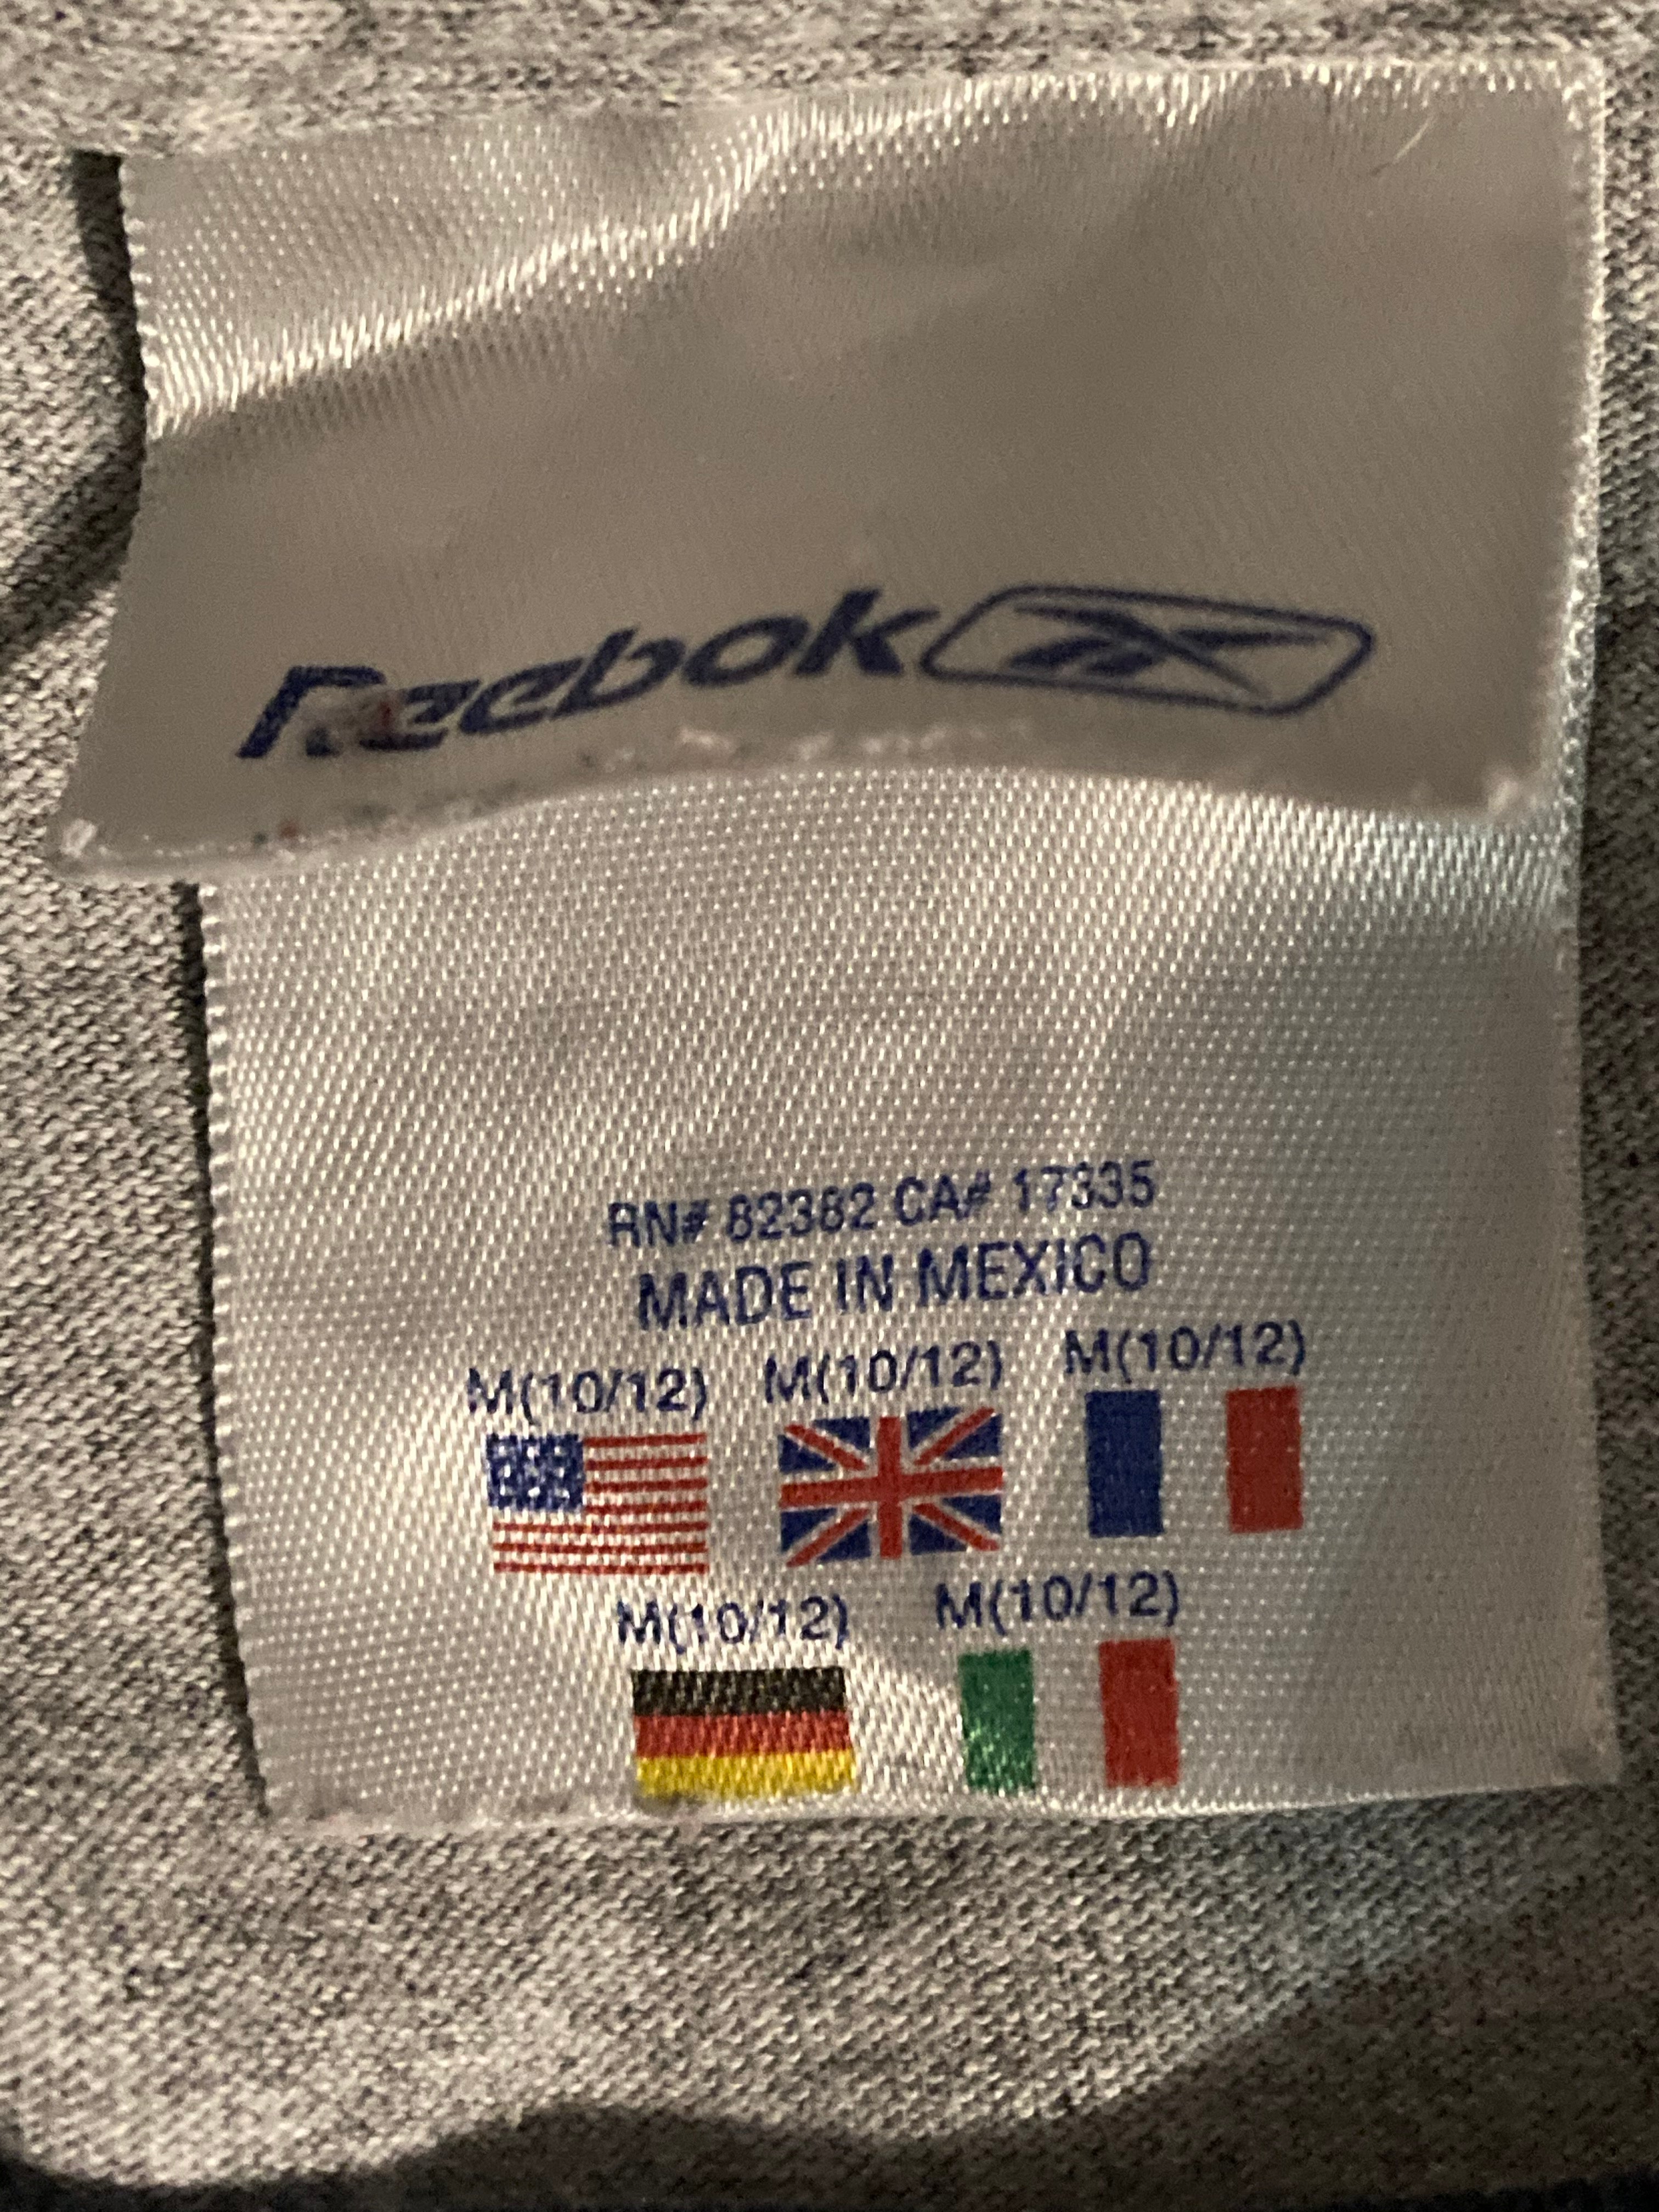 Reebok
RN# 82382 CA# 17335
MADE IN MEXICO
M(10/12) M(10/12) M(10/12)
M(10/12) M(10/12)